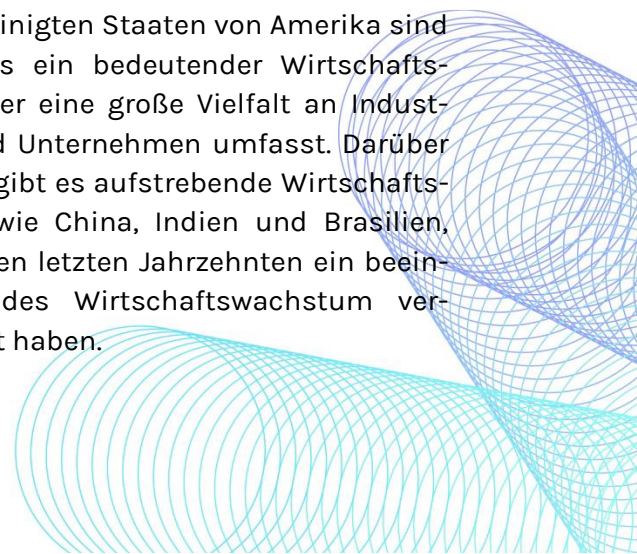 inigten Staaten von Amerika sind
s ein bedeutender Wirtschafts-
er eine große Vielfalt an Indust-
d Unternehmen umfasst. Darüber
gibt es aufstrebende Wirtschafts-
wie China, Indien und Brasilien,
en letzten Jahrzehnten ein beein-
des Wirtschaftswachstum ver-
t haben.